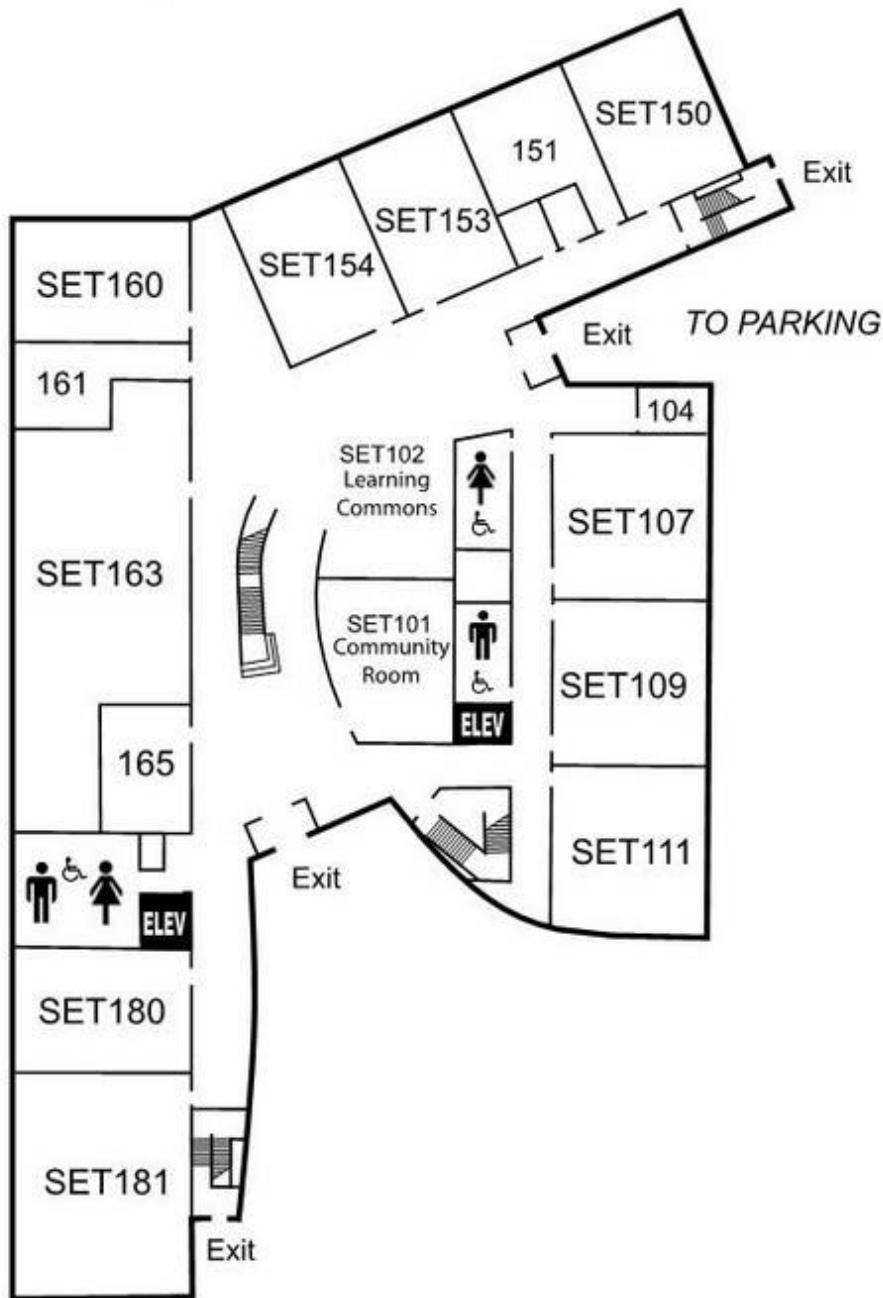 SET150
151
Exit
SET153
SET154
SET160
Exit
TO PARKING
161
104
SET102
Learning
Commons
SET107
SET163
SET101
Community
Room
SET109
ELEV
165
SET111
Exit
ELEV
SET180
SET181
Exit